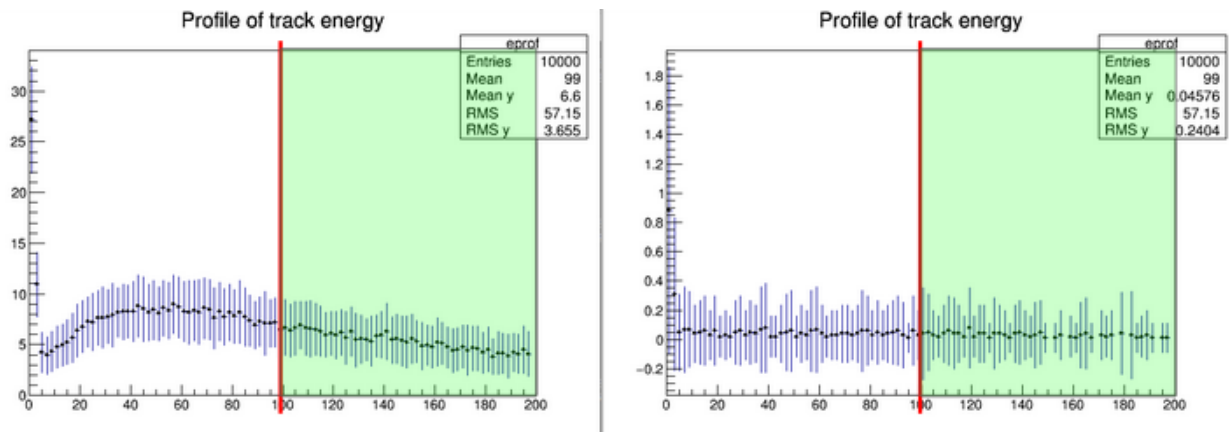 Profile of track energy
eprof
Entries 10000
Mean 99
Mean y 6.6
RMS 57.15
RMS y 3.655
30
25
20
15
10
5
0
0 20 40 60 80 100 120 140 160 180 200
Profile of track energy
eprof
Entries 10000
Mean 99
Mean y 0.04576
RMS 57.15
RMS y 0.2404
1.8
1.6
1.4
1.2
1
0.8
0.6
0.4
0.2
0
−0.2
0 20 40 60 80 100 120 140 160 180 200